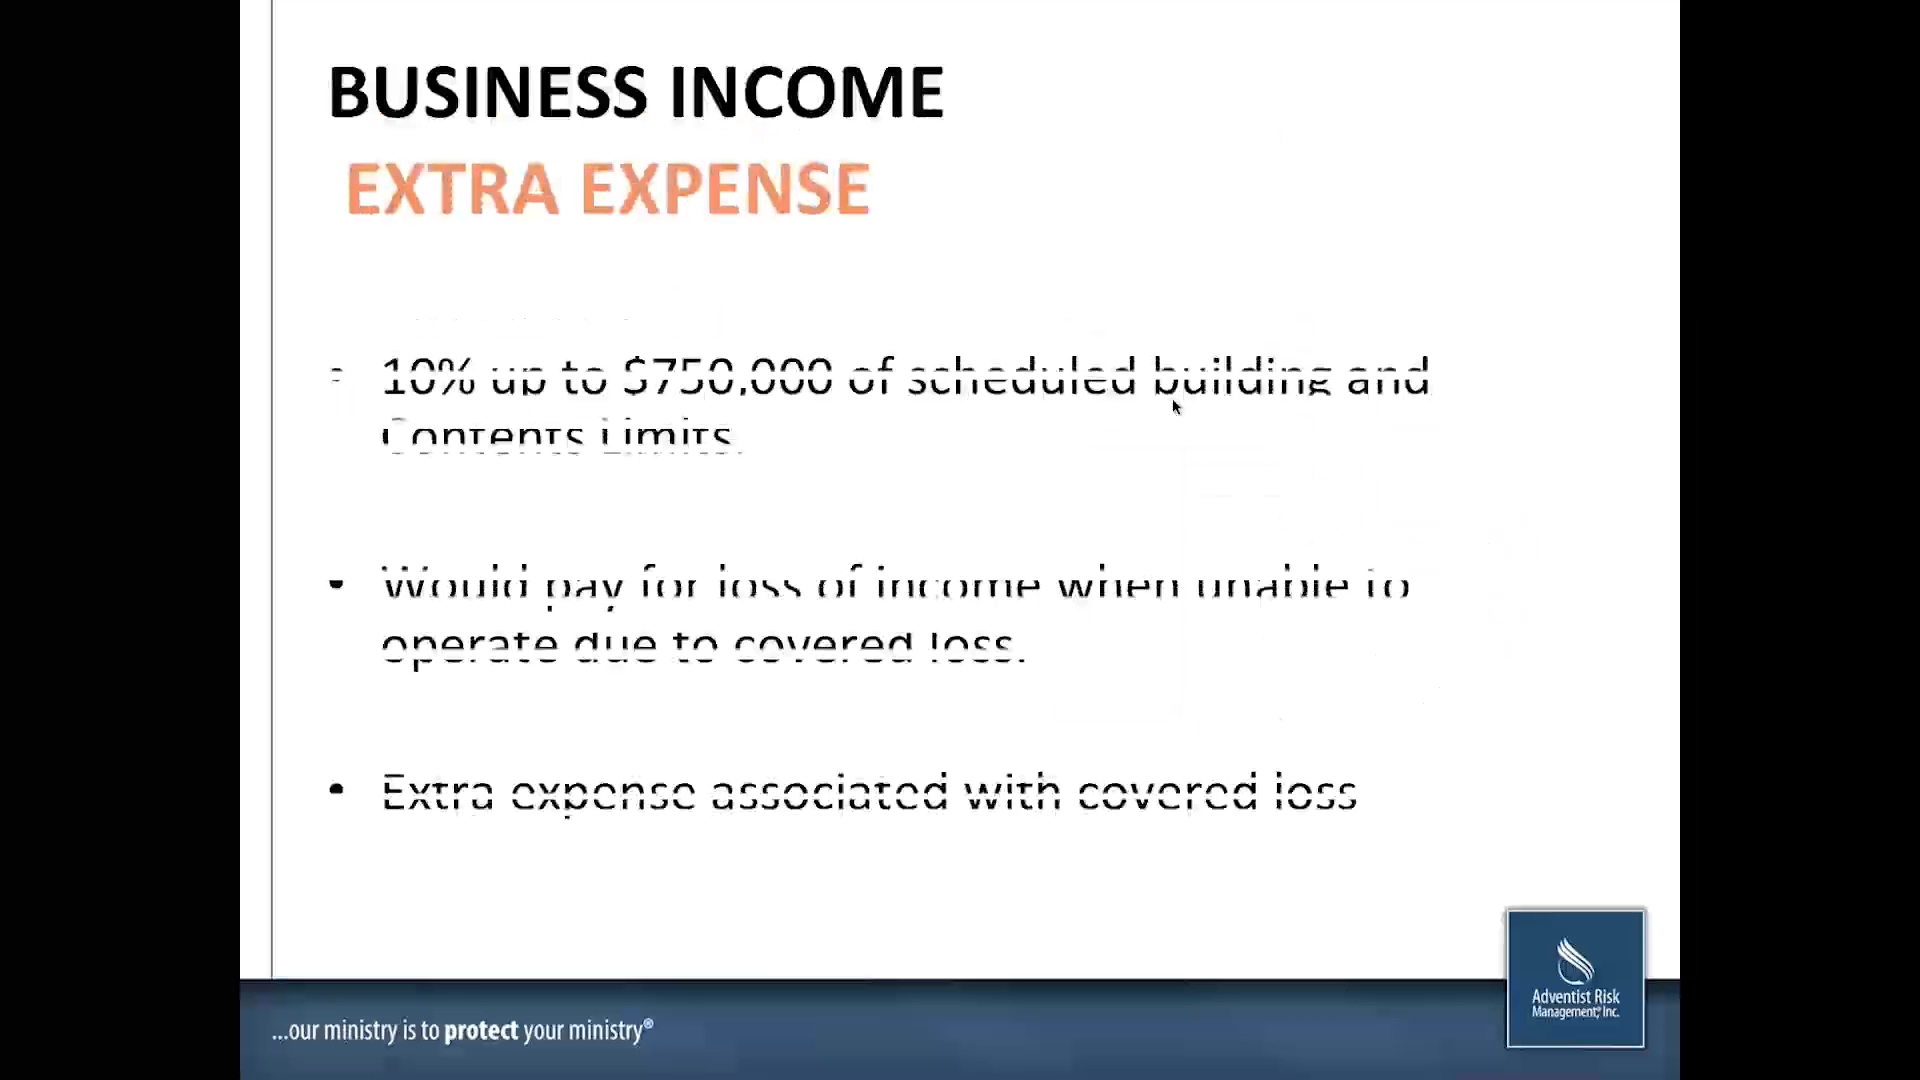 BUSINESS INCOME
EXTRA EXPENSE
• 10% up to $750,000 of scheduled building and
Contents Limits.
• Would pay for loss of income when unable to
operate due to covered loss.
• Extra expense associated with covered loss
...our ministry is to protect your ministry®
Adventist Risk
Management, Inc.